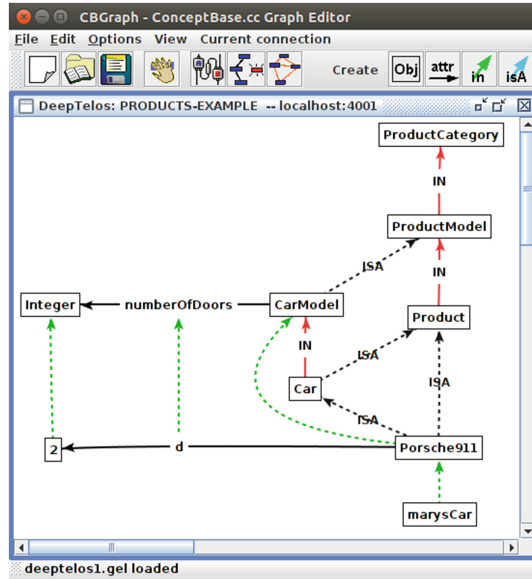 CBGraph - ConceptBase.cc Graph Editor
File Edit Options View Current connection
Create Obj attr in isA
DeepTelos: PRODUCTS-EXAMPLE -- localhost:4001
ProductCategory
IN
ProductModel
ISA
IN
Integer
numberOfDoors
CarModel
Product
IN
ISA
Car
ISA
ISA
2
d
Porsche911
marysCar
deeptelos1.gel loaded